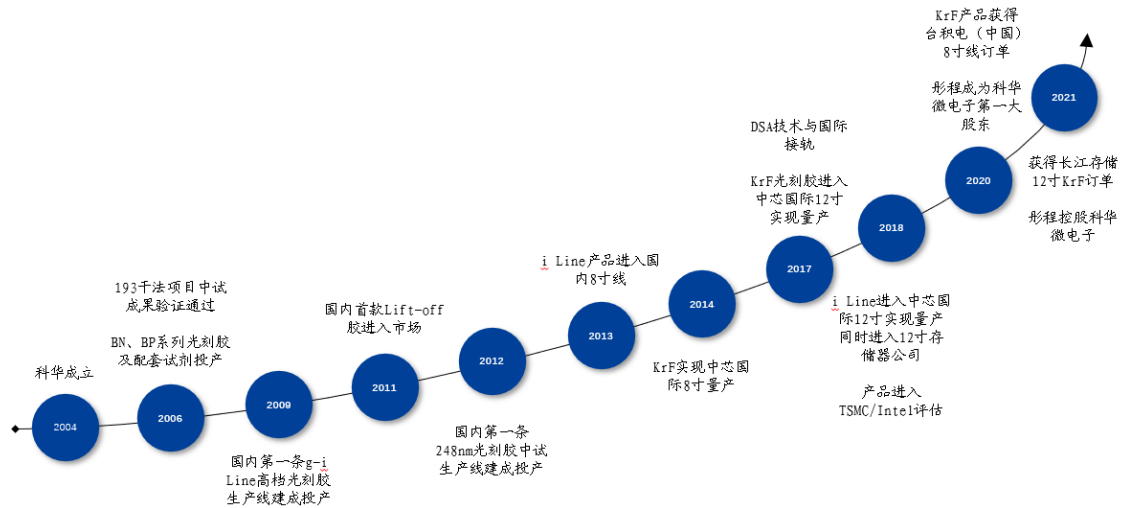 科华成立
2004
193干法项目中试
成果验证通过
BN、BP系列光刻胶
及配套试剂投产
2006
2009
国内第一条g-i
Line高档光刻胶
生产线建成投产
国内首款Lift-off
胶进入市场
2011
2012
国内第一条
248nm光刻胶中试
生产线建成投产
i Line产品进入国
内8寸线
2013
2014
KrF实现中芯国
际8寸量产
DSA技术与国际
接轨
KrF光刻胶进入
中芯国际12寸
实现量产
2017
2018
i Line进入中芯国
际12寸实现量产
同时进入12寸存
储器公司
产品进入
TSMC/Intel评估
KrF产品获得
台积电（中国）
8寸线订单
彤程成为科华
微电子第一大
股东
2020
2021
获得长江存储
12寸KrF订单
彤程控股科华
微电子